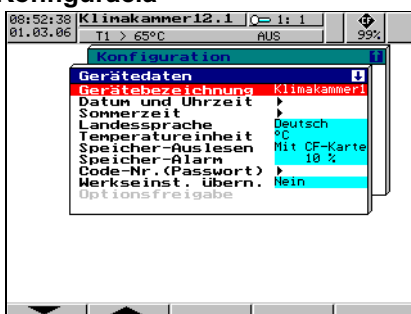 08:52:38 Klimakammer12.1 1: 1
01.03.06 T1 > 65°C AUS 99%
Konfiguration
Gerätedaten
Gerätebezeichnung Klimakammer1
Datum und Uhrzeit
Sommerzeit
Landessprache Deutsch
Temperatureinheit °C
Speicher-Auslesen Mit CF-Karte
Speicher-Alarm 10 %
Code-Nr.(Passwort)
Werkseinst. übern. Nein
Optionsfreigabe